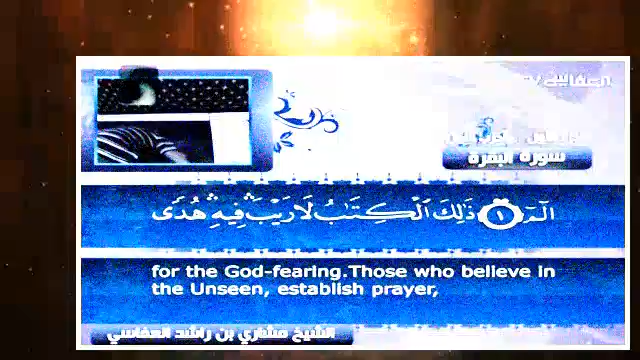 سورة البقرة
الٓمٓ ١ ذَٰلِكَ ٱلْكِتَٰبُ لَا رَيْبَ ۛ فِيهِ ۛ هُدًى
for the God-fearing.Those who believe in
the Unseen, establish prayer,
الشيخ مشاري بن راشد العفاسي